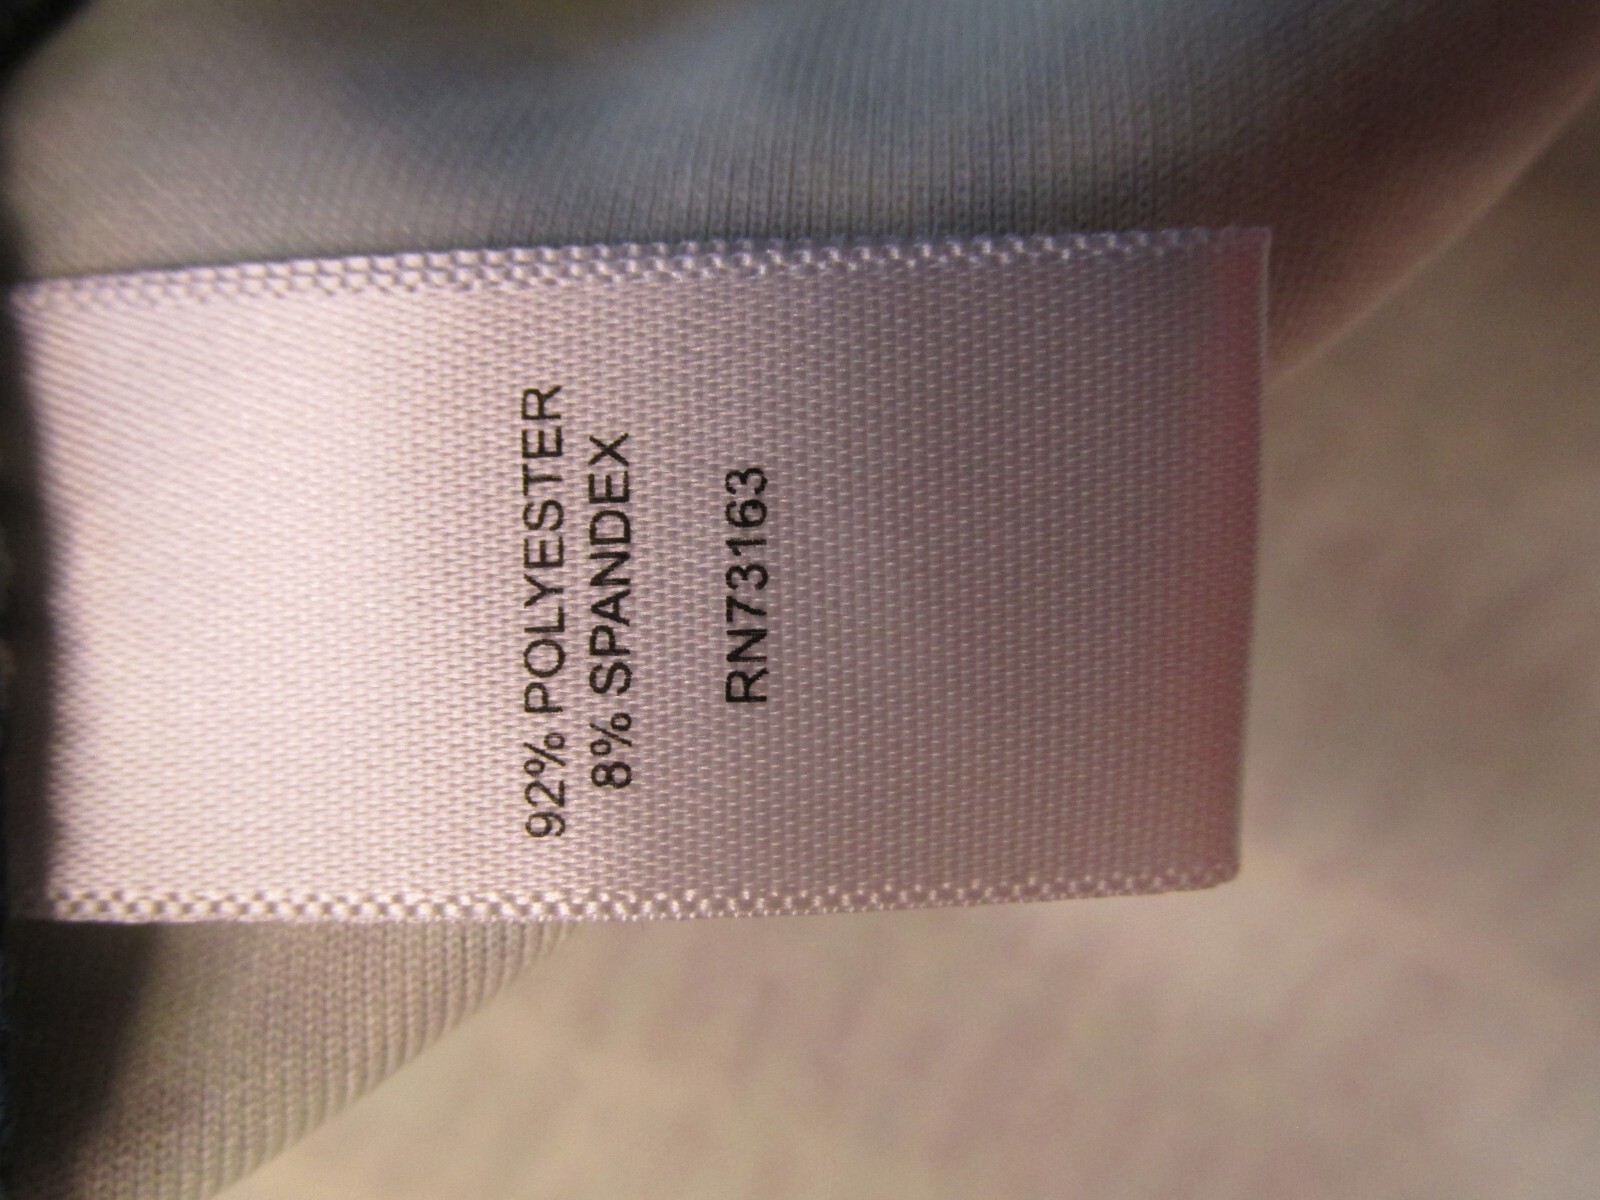 92% POLYESTER
8% SPANDEX
RN73163